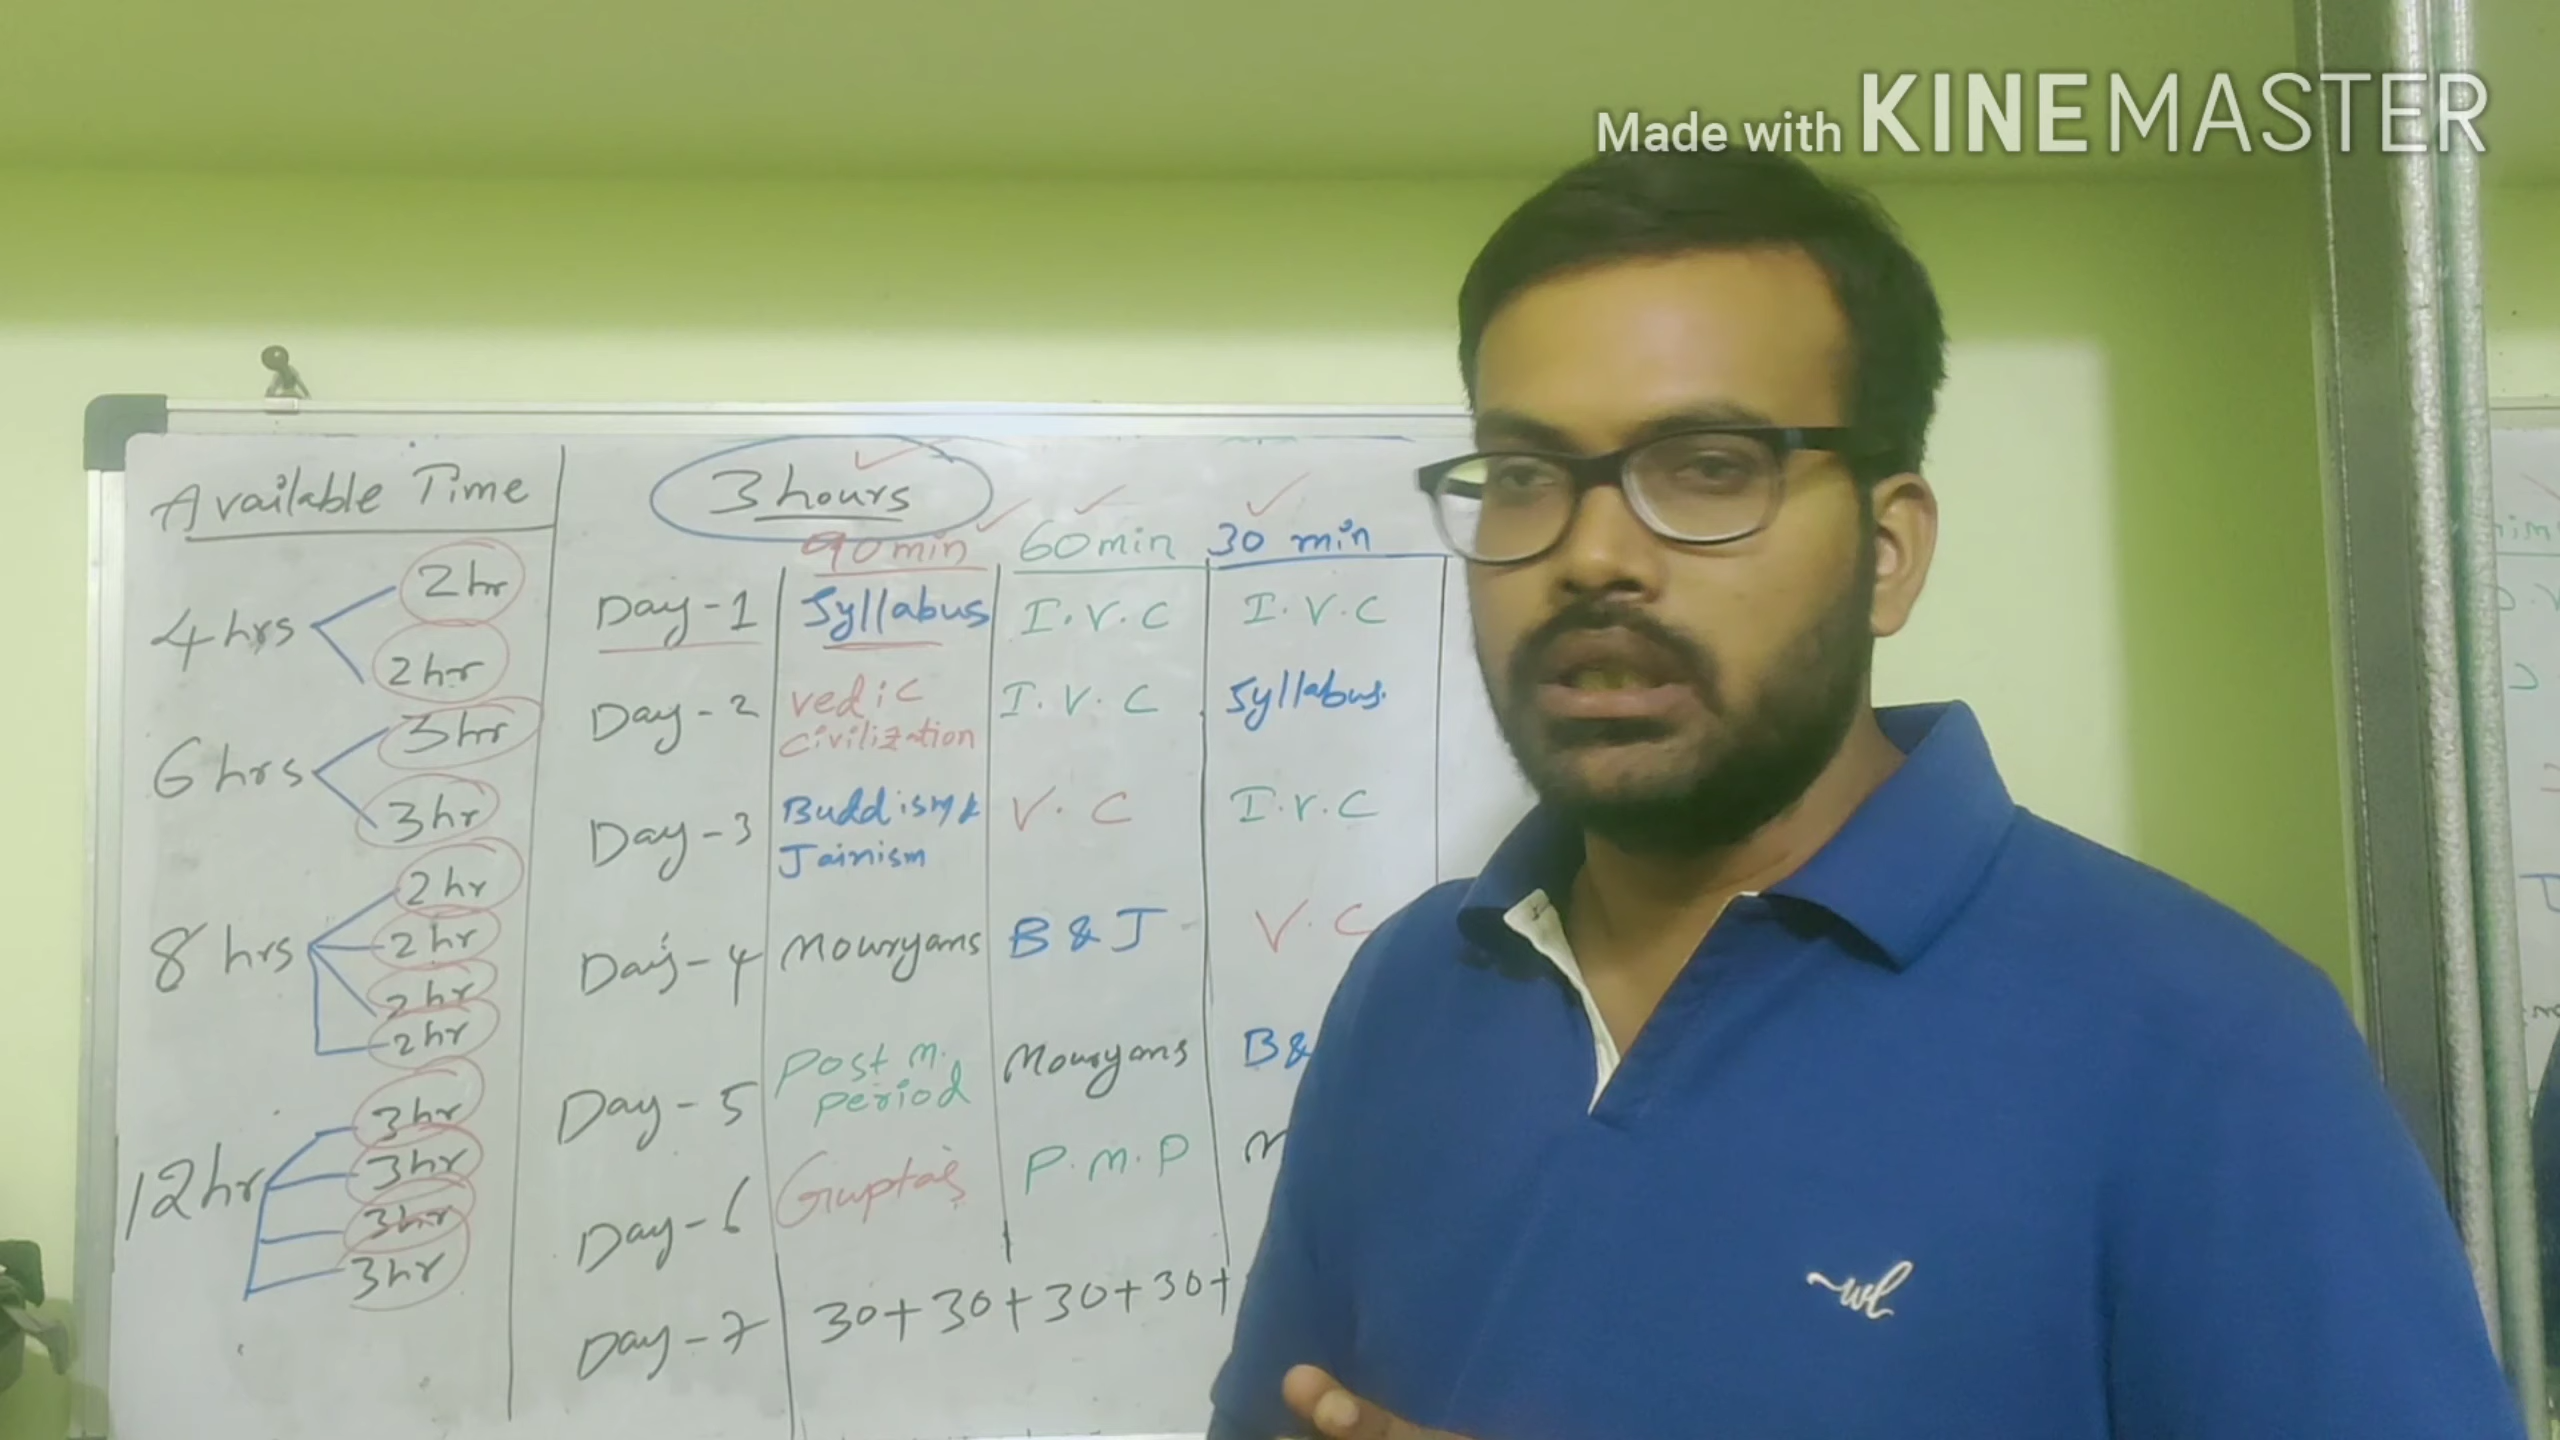 Made with KINEMASTER
Available Time
4 hrs
2 hr
2 hr
6 hrs
3 hr
3 hr
8 hrs
2 hr
2 hr
2 hr
2 hr
12 hr
3 hr
3 hr
3 hr
3 hr
3 hours
90 min 60 min 30 min
Day-1 Syllabus I.V.C I.V.C
Day-2 vedic civilization I.V.C Syllabus.
Day-3 Buddism & Jainism V.C I.V.C
Day-4 Mouryans B & J V.C
Day-5 Post M. Period Mouryans B &
Day-6 Guptas P.M.P M
Day-7 30+30+30+30+
wl